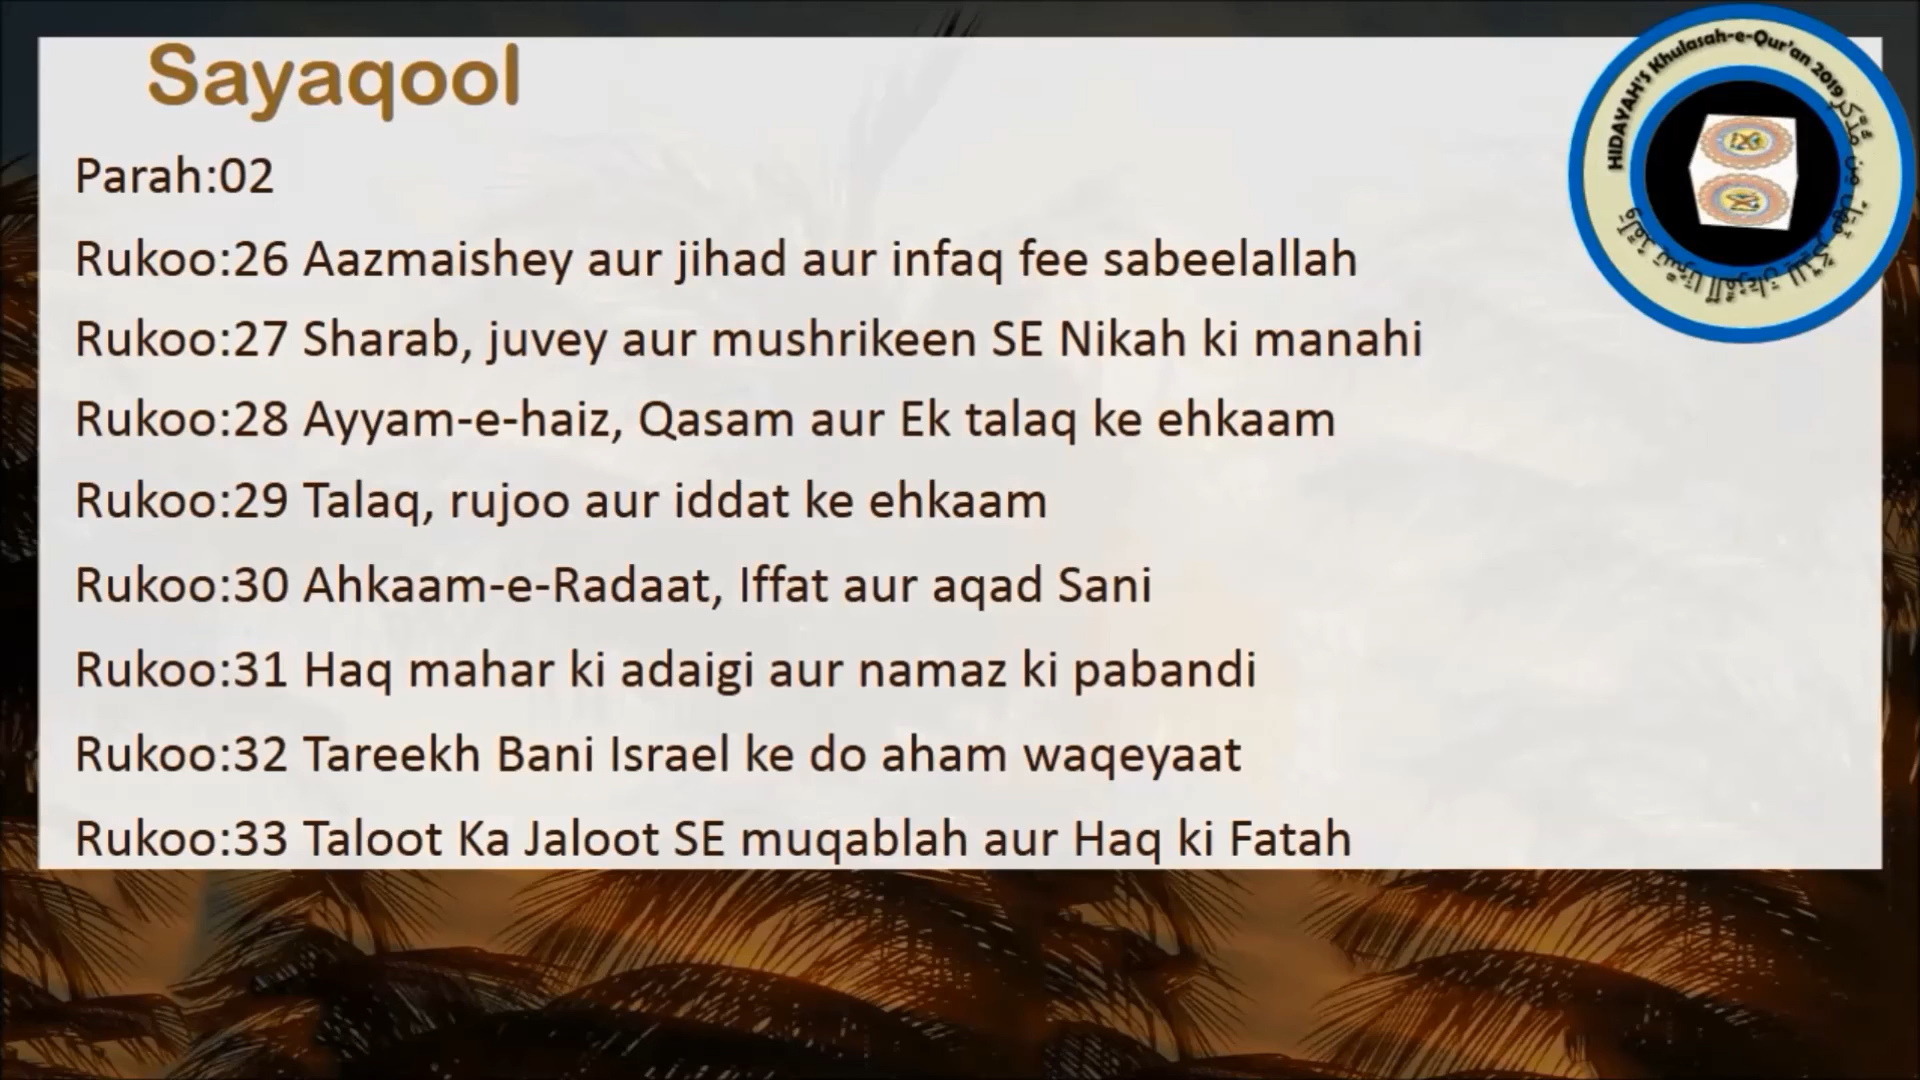 Sayaqool
HIDAYAH'S Khulasah-e-Qur'an 2019
وَلَقَدْ يَسَّرْنَا الْقُرْآنَ لِلذِّكْرِ فَهَلْ مِن مُّدَّكِرٍ
Parah:02
Rukoo:26 Aazmaishey aur jihad aur infaq fee sabeelallah
Rukoo:27 Sharab, juvey aur mushrikeen SE Nikah ki manahi
Rukoo:28 Ayyam-e-haiz, Qasam aur Ek talaq ke ehkaam
Rukoo:29 Talaq, rujoo aur iddat ke ehkaam
Rukoo:30 Ahkaam-e-Radaat, Iffat aur aqad Sani
Rukoo:31 Haq mahar ki adaigi aur namaz ki pabandi
Rukoo:32 Tareekh Bani Israel ke do aham waqeyaat
Rukoo:33 Taloot Ka Jaloot SE muqablah aur Haq ki Fatah